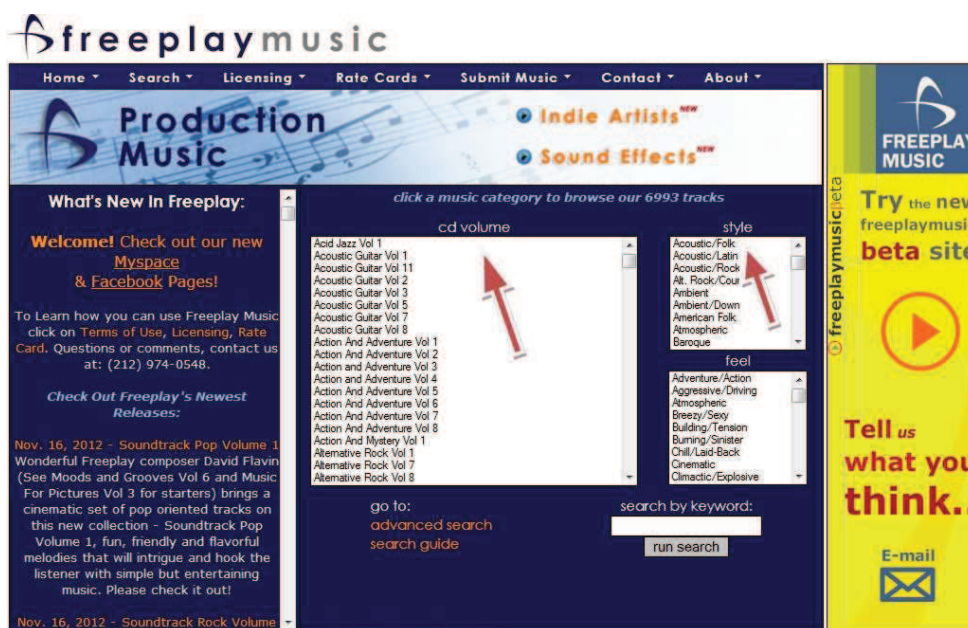 freeplaymusic
Home Search Licensing Rate Cards Submit Music Contact About
Production
Music
Indie Artists NEW
Sound Effects NEW
What's New In Freeplay:
Welcome! Check out our new
Myspace
& Facebook Pages!
To Learn how you can use Freeplay Music
click on Terms of Use, Licensing, Rate
Card. Questions or comments, contact us
at: (212) 974-0548.
Check Out Freeplay's Newest
Releases:
Nov. 16, 2012 - Soundtrack Pop Volume 1
Wonderful Freeplay composer David Flavin
(See Moods and Grooves Vol 6 and Music
For Pictures Vol 3 for starters) brings a
cinematic set of pop oriented tracks on
this new collection - Soundtrack Pop
Volume 1, fun, friendly and flavorful
melodies that will intrigue and hook the
listener with simple but entertaining
music. Please check it out!
Nov. 16, 2012 - Soundtrack Rock Volume
click a music category to browse our 6993 tracks
cd volume
Acid Jazz Vol 1
Acoustic Guitar Vol 1
Acoustic Guitar Vol 11
Acoustic Guitar Vol 2
Acoustic Guitar Vol 3
Acoustic Guitar Vol 5
Acoustic Guitar Vol 7
Acoustic Guitar Vol 8
Action And Adventure Vol 1
Action And Adventure Vol 2
Action and Adventure Vol 3
Action and Adventure Vol 4
Action And Adventure Vol 5
Action And Adventure Vol 6
Action And Adventure Vol 7
Action And Adventure Vol 8
Action And Mystery Vol 1
Alternative Rock Vol 1
Alternative Rock Vol 7
Alternative Rock Vol 8
style
Acoustic/Folk
Acoustic/Latin
Acoustic/Rock
Alt. Rock/Cour
Ambient
Ambient/Down
American Folk
Atmospheric
Baroque
feel
Adventure/Action
Aggressive/Driving
Atmospheric
Breezy/Sexy
Building/Tension
Burning/Sinister
Chill/Laid-Back
Cinematic
Climactic/Explosive
go to:
advanced search
search guide
search by keyword:
run search
freeplaymusicbeta
FREEPLAY
MUSIC
Try the new
freeplaymusi
beta site
Tell us
what you
think..
E-mail